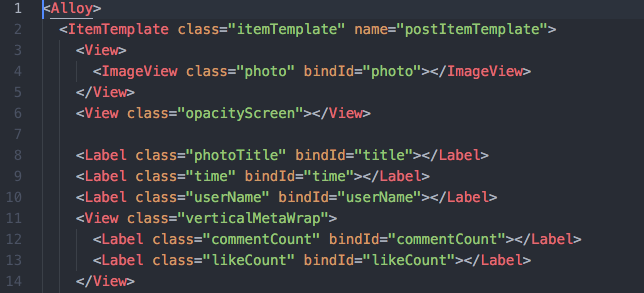 1 <Alloy>
2 <ItemTemplate class="itemTemplate" name="postItemTemplate">
3 <View>
4 <ImageView class="photo" bindId="photo"></ImageView>
5 </View>
6 <View class="opacityScreen"></View>
7
8 <Label class="photoTitle" bindId="title"></Label>
9 <Label class="time" bindId="time"></Label>
10 <Label class="userName" bindId="userName"></Label>
11 <View class="verticalMetaWrap">
12 <Label class="commentCount" bindId="commentCount"></Label>
13 <Label class="likeCount" bindId="likeCount"></Label>
14 </View>